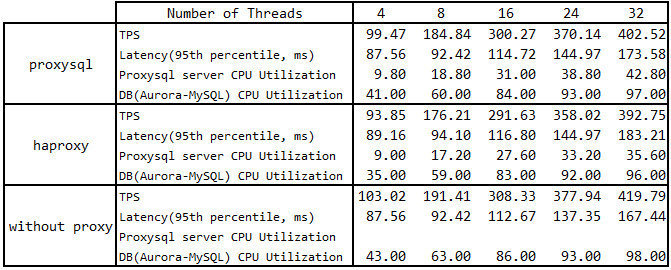 Number of Threads 4 8 16 24 32
TPS 99.47 184.84 300.27 370.14 402.52
Latency(95th percentile, ms) 87.56 92.42 114.72 144.97 173.58
proxysql
Proxysql server CPU Utilization 9.80 18.80 31.00 38.80 42.80
DB(Aurora-MySQL) CPU Utilization 41.00 60.00 84.00 93.00 97.00
TPS 93.85 176.21 291.63 358.02 392.75
Latency(95th percentile, ms) 89.16 94.10 116.80 144.97 183.21
haproxy
Proxysql server CPU Utilization 9.00 17.20 27.60 33.20 35.60
DB(Aurora-MySQL) CPU Utilization 35.00 59.00 83.00 92.00 96.00
TPS 103.02 191.41 308.33 377.94 419.79
Latency(95th percentile, ms) 87.56 92.42 112.67 137.35 167.44
without proxy
Proxysql server CPU Utilization
DB(Aurora-MySQL) CPU Utilization 43.00 63.00 86.00 93.00 98.00